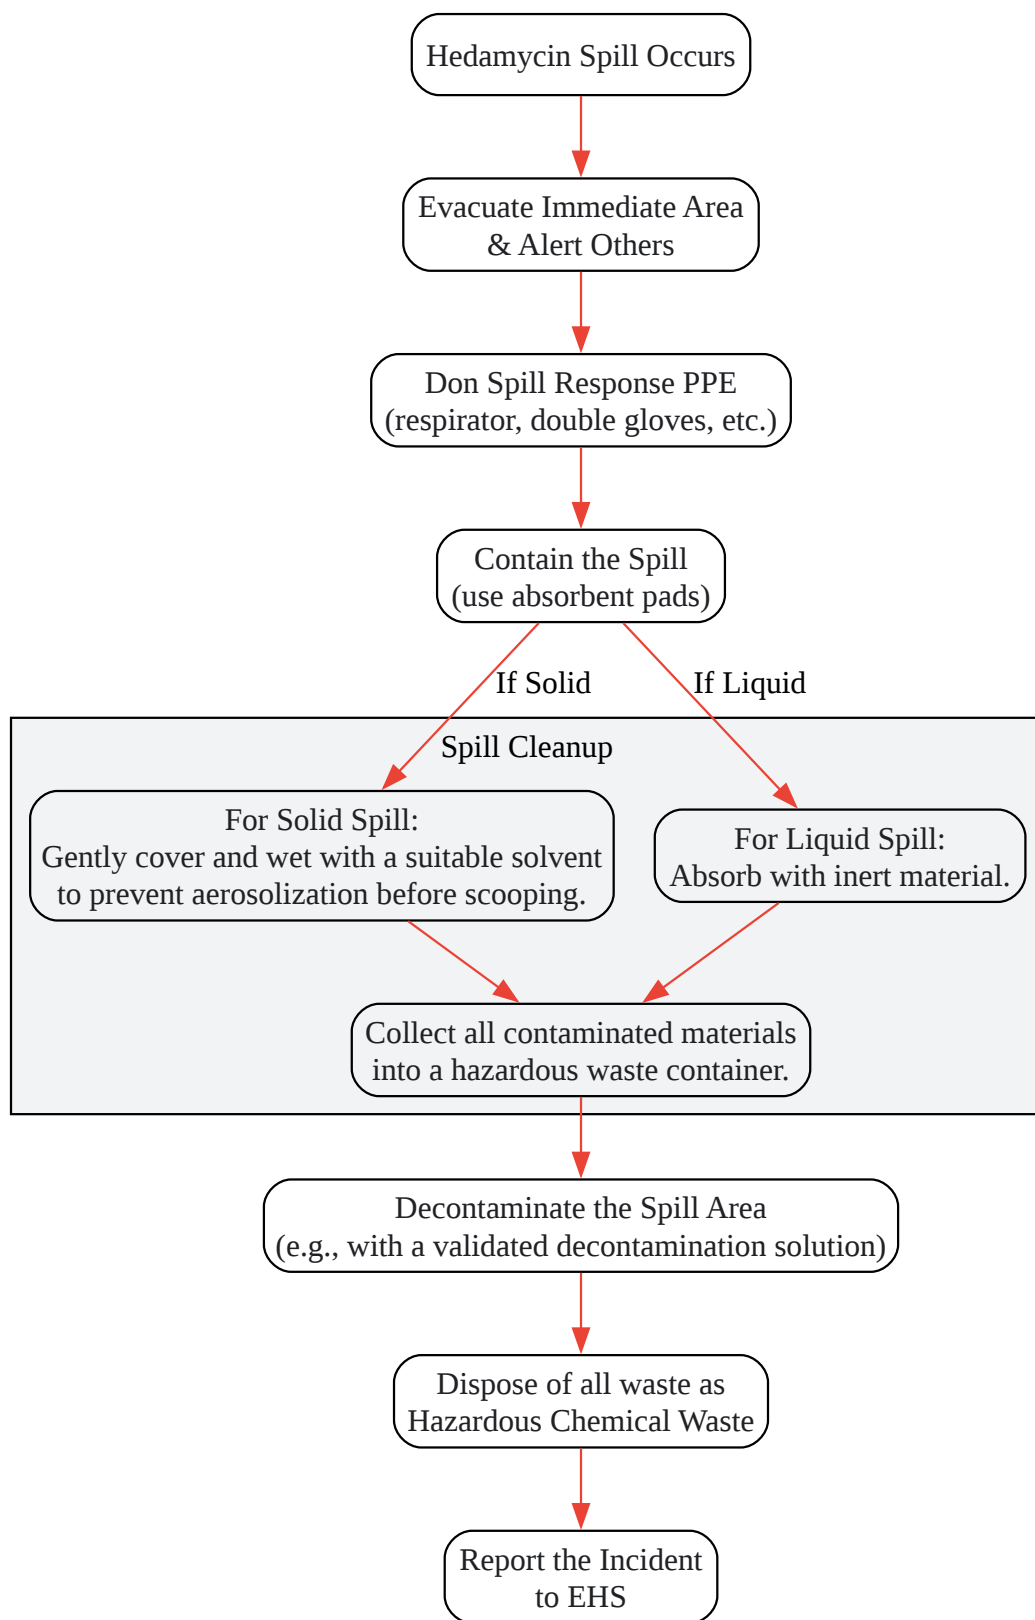 Hedamycin Spill Occurs
Evacuate Immediate Area
& Alert Others
Don Spill Response PPE
(respirator, double gloves, etc.)
Contain the Spill
(use absorbent pads)
If Solid
If Liquid
Spill Cleanup
For Solid Spill:
Gently cover and wet with a suitable solvent
to prevent aerosolization before scooping.
For Liquid Spill:
Absorb with inert material.
Collect all contaminated materials
into a hazardous waste container.
Decontaminate the Spill Area
(e.g., with a validated decontamination solution)
Dispose of all waste as
Hazardous Chemical Waste
Report the Incident
to EHS